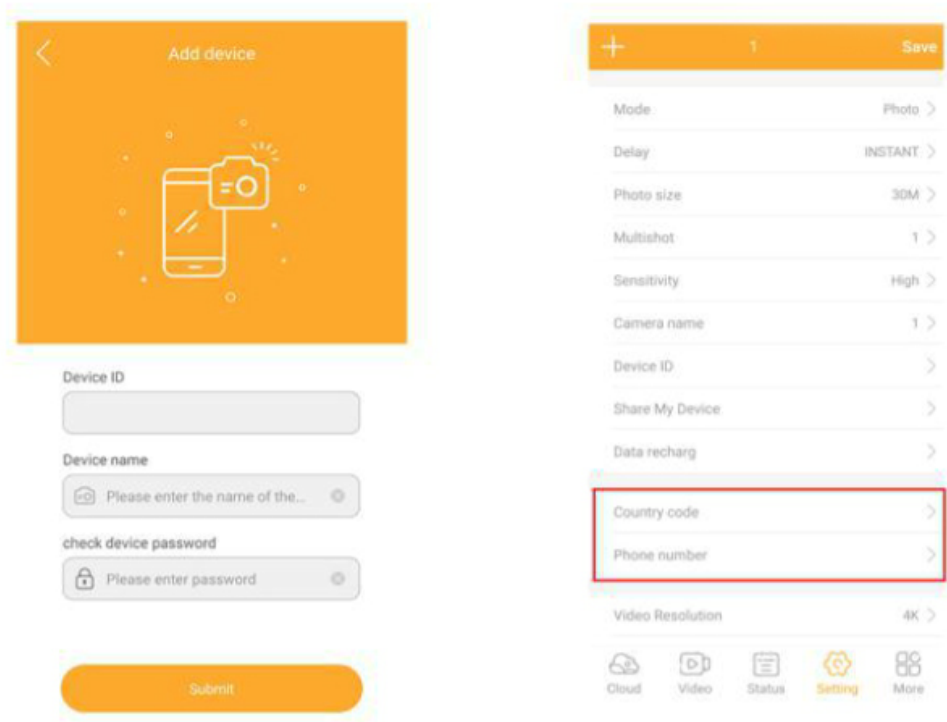 Add device
Device ID
Device name
Please enter the name of the...
check device password
Please enter password
Submit
1 Save
Mode Photo
Delay INSTANT
Photo size 30M
Multishot 1
Sensitivity High
Camera name 1
Device ID
Share My Device
Data recharg
Country code
Phone number
Video Resolution 4K
Cloud Video Status Setting More